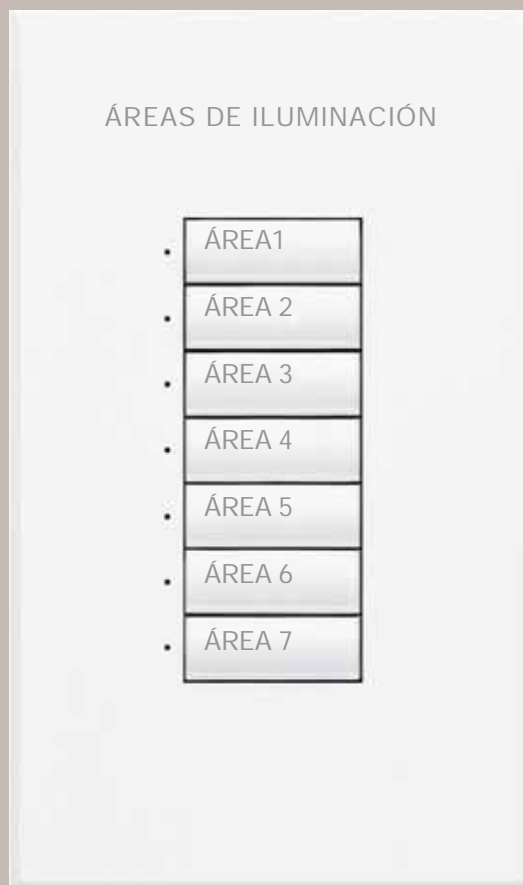 ÁREAS DE ILUMINACIÓN
ÁREA1
ÁREA 2
ÁREA 3
ÁREA 4
ÁREA 5
ÁREA 6
ÁREA 7